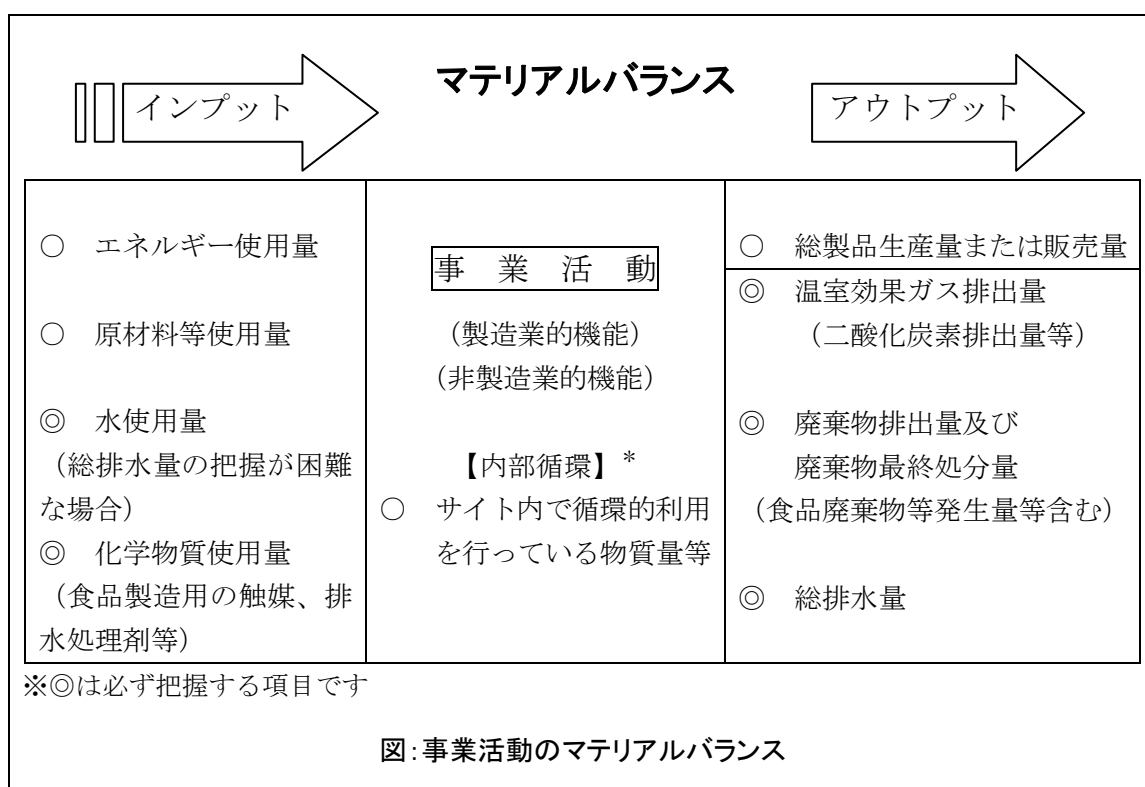 マテリアルバランス
インプット
アウトプット
○ エネルギー使用量
○ 原材料等使用量
◎ 水使用量
（総排水量の把握が困難
な場合）
◎ 化学物質使用量
（食品製造用の触媒、排
水処理剤等）
事 業 活 動
（製造業的機能）
（非製造業的機能）
【内部循環】*
○ サイト内で循環的利用
を行っている物質量等
○ 総製品生産量または販売量
◎ 温室効果ガス排出量
（二酸化炭素排出量等）
◎ 廃棄物排出量及び
廃棄物最終処分量
（食品廃棄物等発生量等含む）
◎ 総排水量
※◎は必ず把握する項目です
図：事業活動のマテリアルバランス